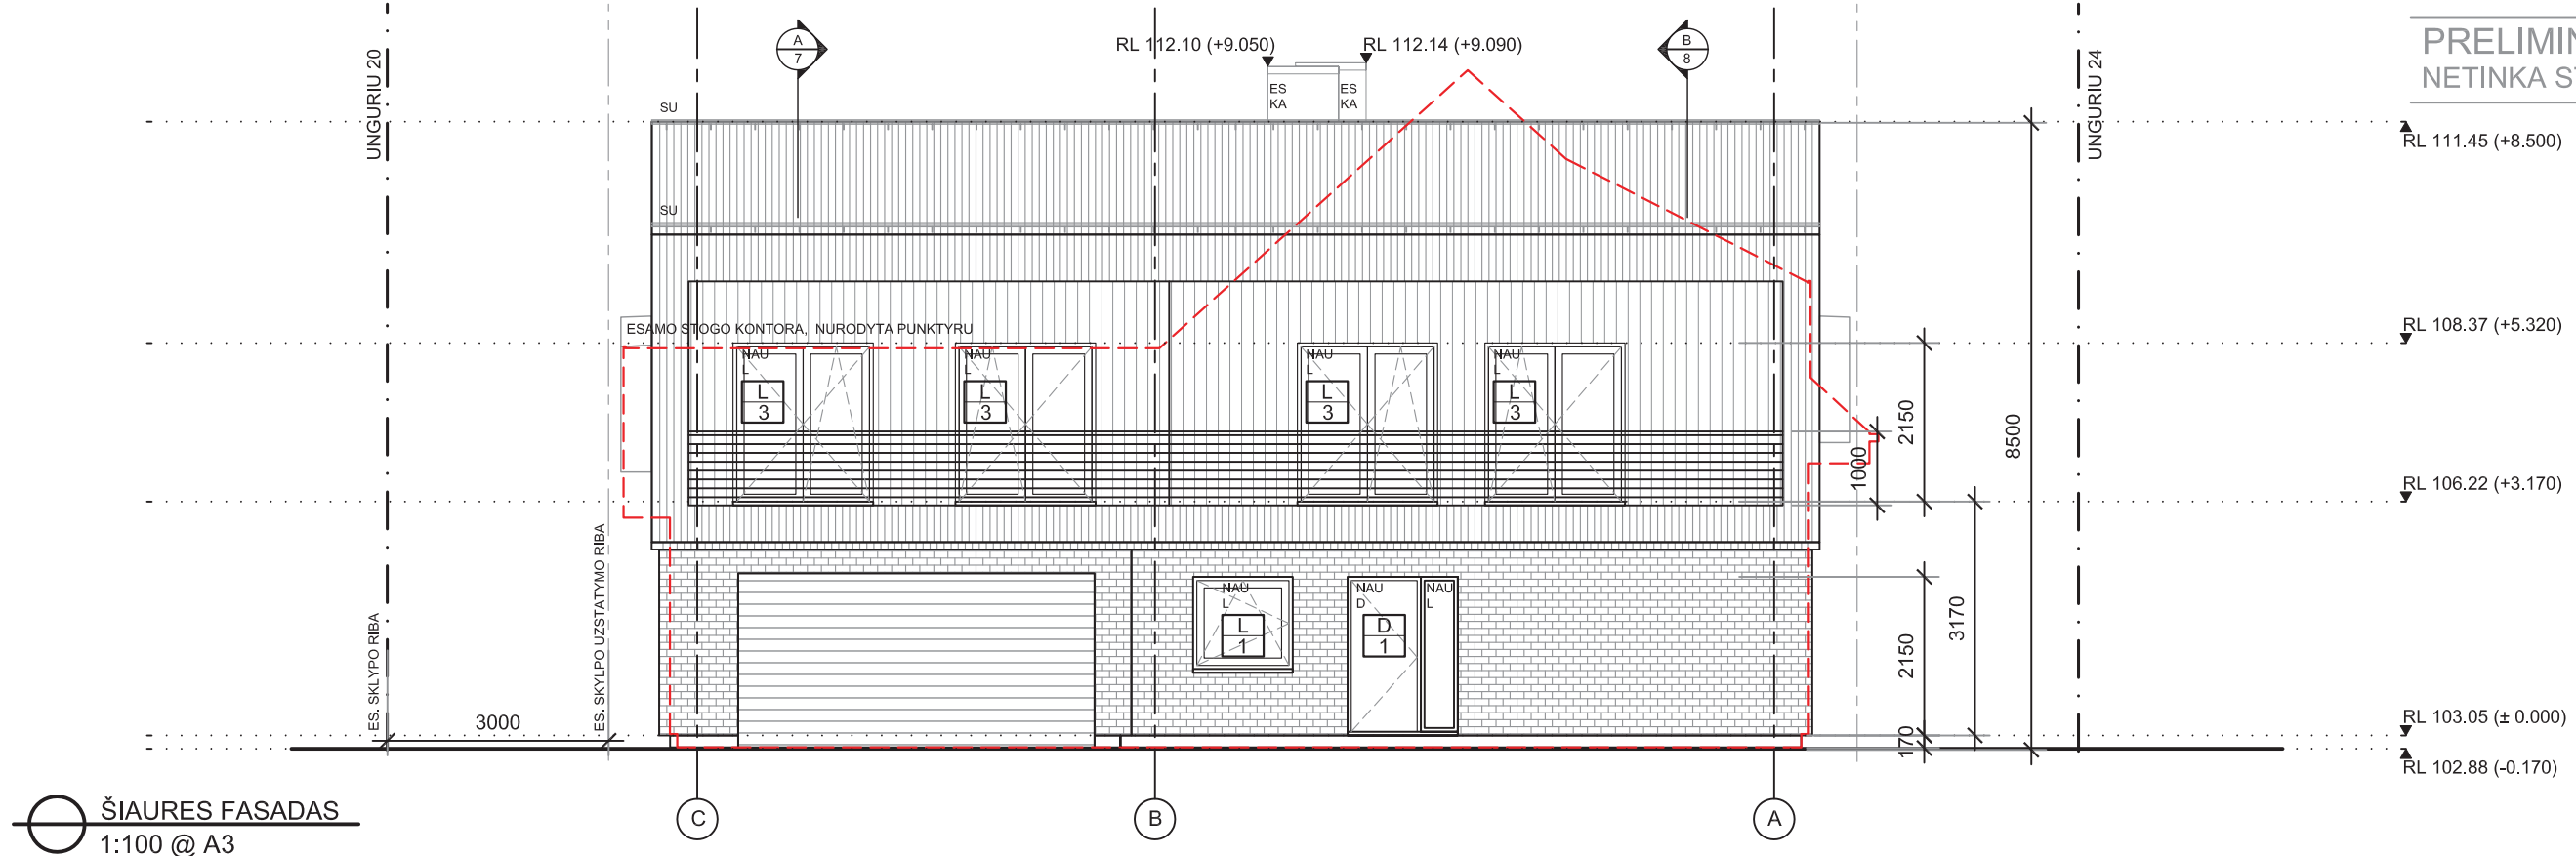 UNGURIU 20
A
7
RL 112.10 (+9.050)
RL 112.14 (+9.090)
B
8
UNGURIU 24
NETINKA
SU
ES
KA
ES
KA
RL 111.45 (+8.500)
SU
ESAMO STOGO KONTORA, NURODYTA PUNKTYRU
RL 108.37 (+5.320)
NAU
L
L
3
NAU
L
L
3
NAU
L
L
3
NAU
L
L
3
2150
1000
8500
RL 106.22 (+3.170)
ES. SKLYPO RIBA
ES. SKYLPO UZSTATYMO RIBA
NAU
L
L
1
NAU
D
D
1
NAU
L
2150
3170
170
3000
RL 103.05 (± 0.000)
RL 102.88 (-0.170)
ŠIAURES FASADAS
1:100 @ A3
C
B
A